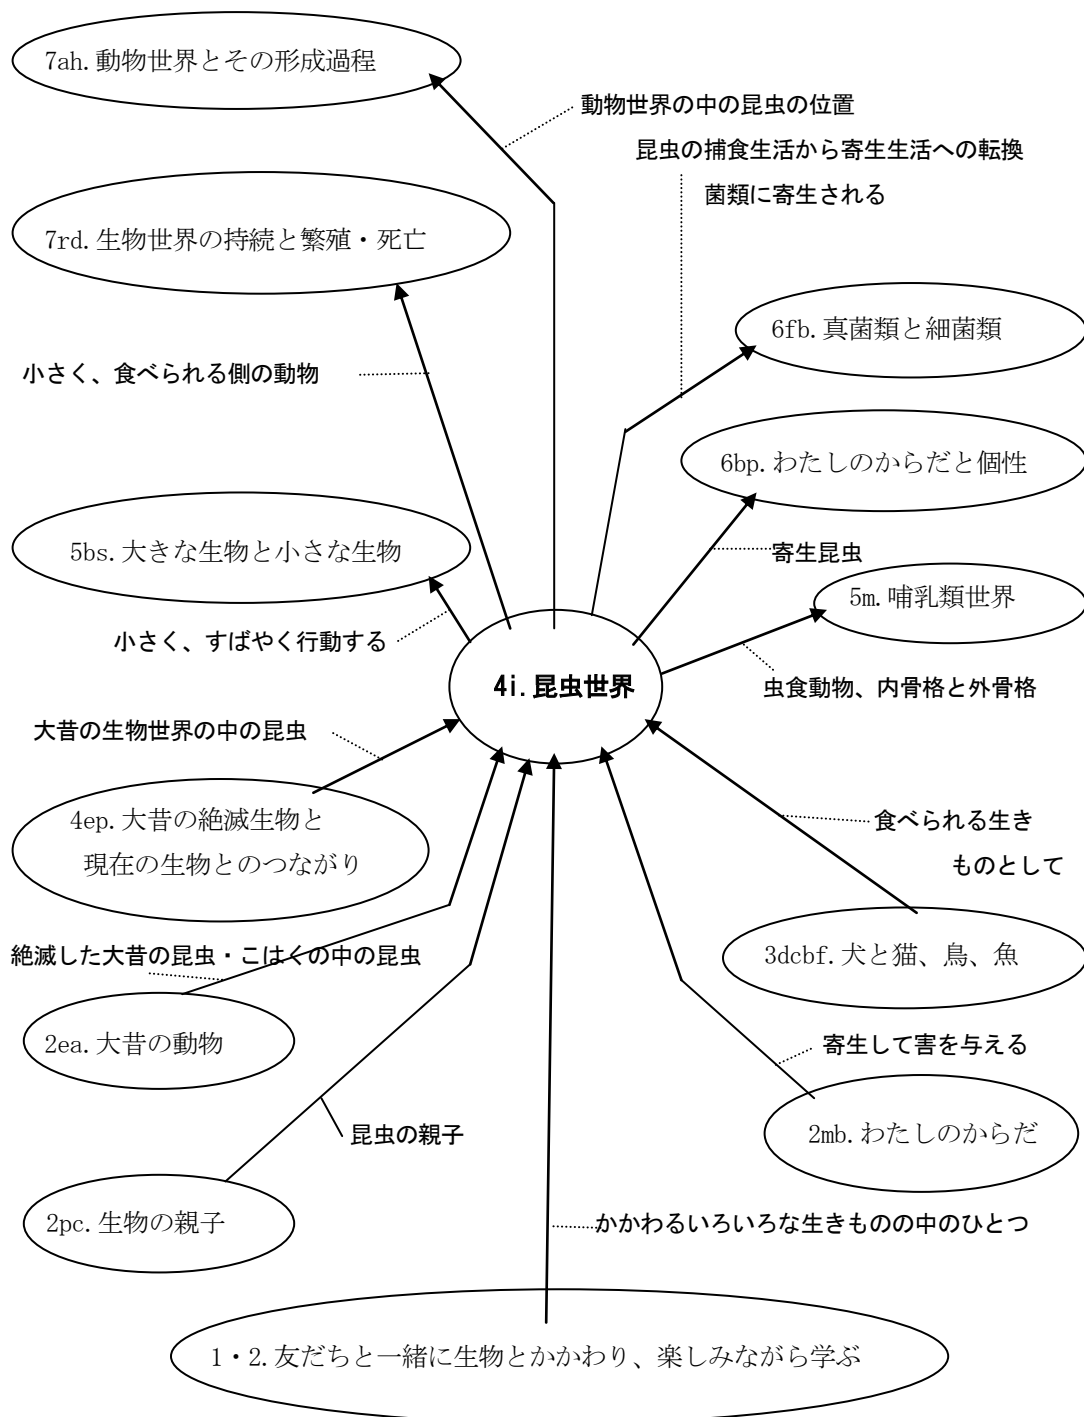 7ah.動物世界とその形成過程
動物世界の中の昆虫の位置
昆虫の捕食生活から寄生生活への転換
菌類に寄生される
7rd.生物世界の持続と繁殖・死亡
6fb.真菌類と細菌類
小さく、食べられる側の動物
6bp.わたしのからだと個性
5bs.大きな生物と小さな生物
寄生昆虫
5m.哺乳類世界
小さく、すばやく行動する
4i.昆虫世界
虫食動物、内骨格と外骨格
大昔の生物世界の中の昆虫
4ep.大昔の絶滅生物と
現在の生物とのつながり
食べられる生き
ものとして
絶滅した大昔の昆虫・こはくの中の昆虫
3dcbf.犬と猫、鳥、魚
2ea.大昔の動物
寄生して害を与える
昆虫の親子
2mb.わたしのからだ
2pc.生物の親子
かかわるいろいろな生きものの中のひとつ
1・2.友だちと一緒に生物とかかわり、楽しみながら学ぶ